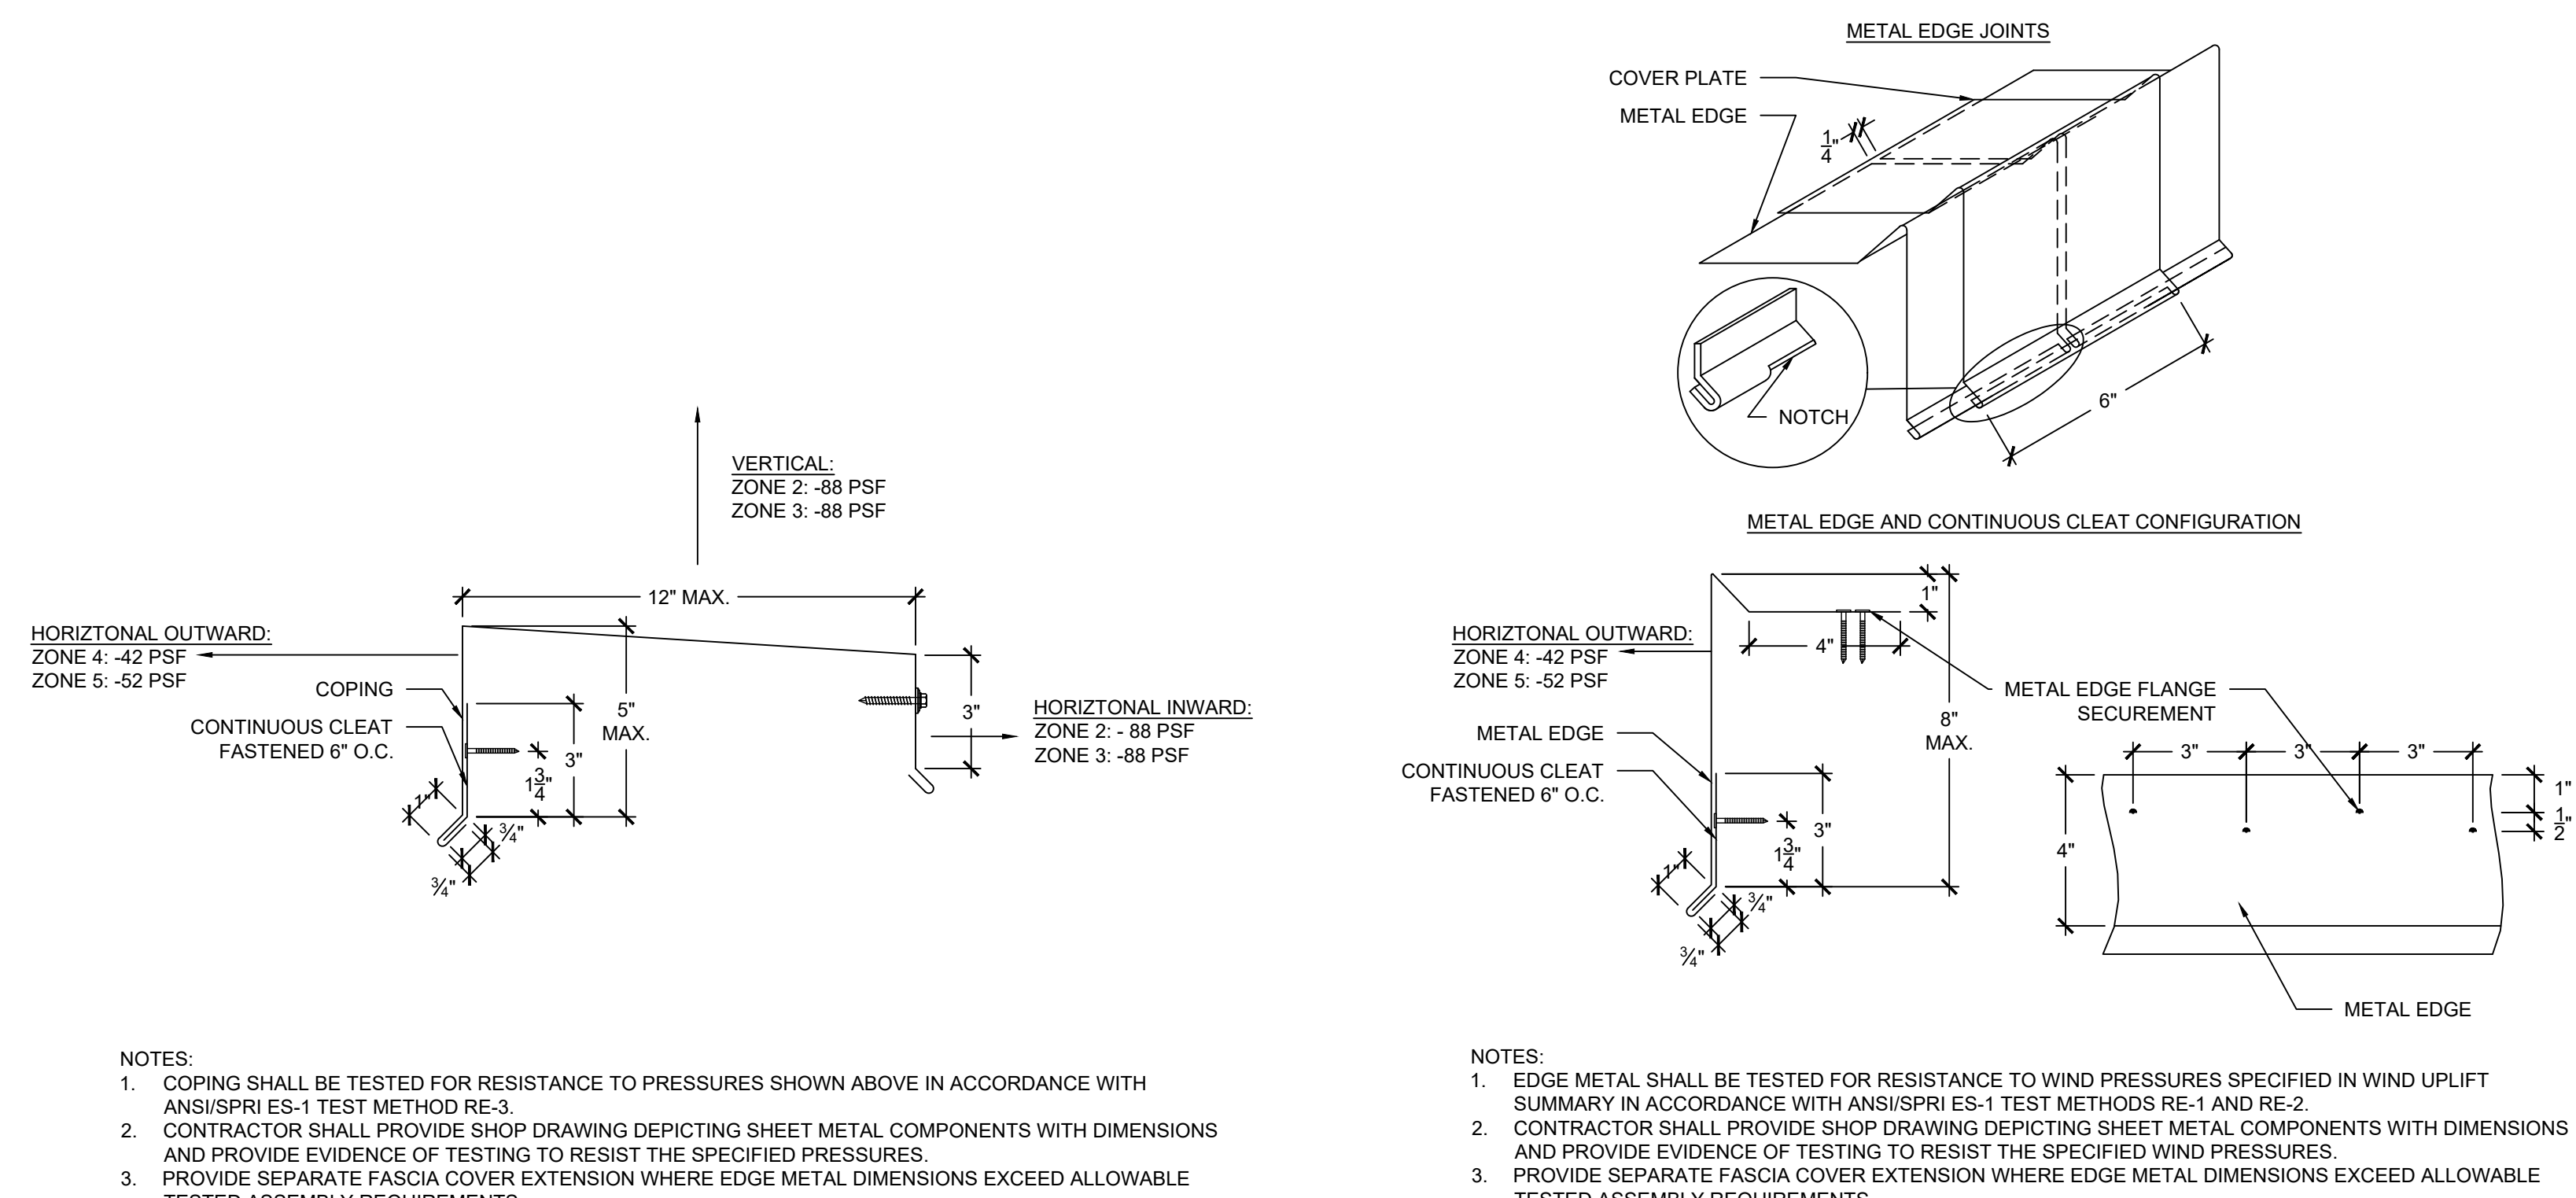 METAL EDGE JOINTS
COVER PLATE
METAL EDGE
1/4"
NOTCH
6"
VERTICAL:
ZONE 2: -88 PSF
ZONE 3: -88 PSF
12" MAX.
HORIZTONAL OUTWARD:
ZONE 4: -42 PSF
ZONE 5: -52 PSF
COPING
CONTINUOUS CLEAT
FASTENED 6" O.C.
5"
MAX.
3"
1 3/4"
1"
3/4"
3/4"
3"
HORIZTONAL INWARD:
ZONE 2: - 88 PSF
ZONE 3: -88 PSF
NOTES:
1. COPING SHALL BE TESTED FOR RESISTANCE TO PRESSURES SHOWN ABOVE IN ACCORDANCE WITH
ANSI/SPRI ES-1 TEST METHOD RE-3.
2. CONTRACTOR SHALL PROVIDE SHOP DRAWING DEPICTING SHEET METAL COMPONENTS WITH DIMENSIONS
AND PROVIDE EVIDENCE OF TESTING TO RESIST THE SPECIFIED PRESSURES.
3. PROVIDE SEPARATE FASCIA COVER EXTENSION WHERE EDGE METAL DIMENSIONS EXCEED ALLOWABLE
TESTED ASSEMBLY REQUIREMENTS
METAL EDGE AND CONTINUOUS CLEAT CONFIGURATION
1"
4"
HORIZTONAL OUTWARD:
ZONE 4: -42 PSF
ZONE 5: -52 PSF
METAL EDGE FLANGE
SECUREMENT
8"
MAX.
METAL EDGE
CONTINUOUS CLEAT
FASTENED 6" O.C.
3"
1 3/4"
1"
3/4"
3/4"
3" 3" 3"
1"
1/2"
4"
METAL EDGE
NOTES:
1. EDGE METAL SHALL BE TESTED FOR RESISTANCE TO WIND PRESSURES SPECIFIED IN WIND UPLIFT
SUMMARY IN ACCORDANCE WITH ANSI/SPRI ES-1 TEST METHODS RE-1 AND RE-2.
2. CONTRACTOR SHALL PROVIDE SHOP DRAWING DEPICTING SHEET METAL COMPONENTS WITH DIMENSIONS
AND PROVIDE EVIDENCE OF TESTING TO RESIST THE SPECIFIED WIND PRESSURES.
3. PROVIDE SEPARATE FASCIA COVER EXTENSION WHERE EDGE METAL DIMENSIONS EXCEED ALLOWABLE
TESTED ASSEMBLY REQUIREMENTS